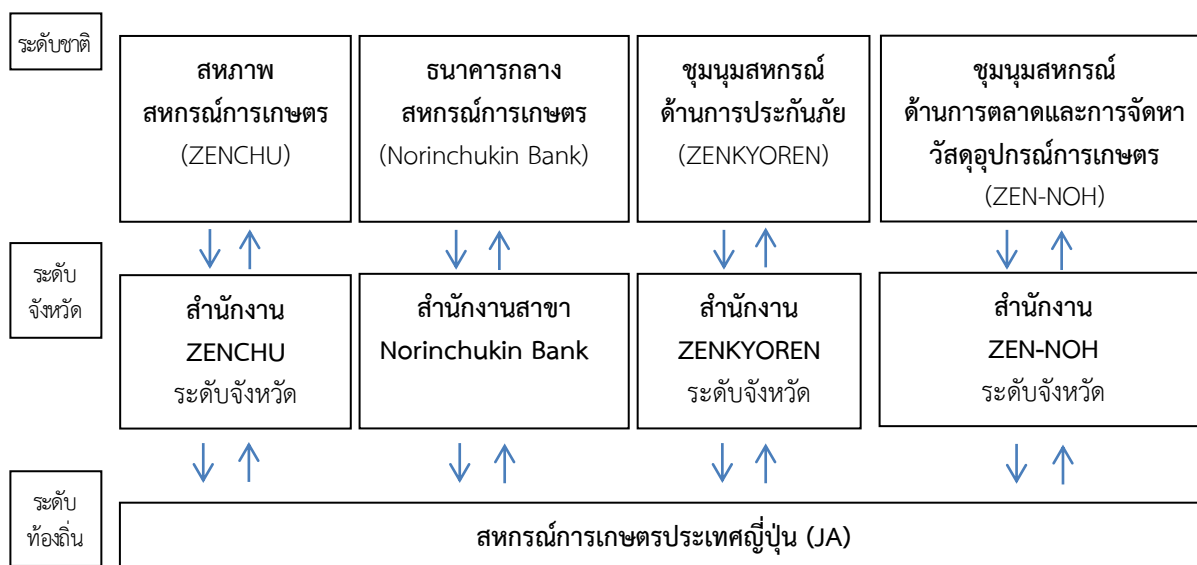 ระดับชาติ
สหภาพ
สหกรณ์การเกษตร
(ZENCHU)
ธนาคารกลาง
สหกรณ์การเกษตร
(Norinchukin Bank)
ชุมนุมสหกรณ์
ด้านการประกันภัย
(ZENKYOREN)
ชุมนุมสหกรณ์
ด้านการตลาดและการจัดหา
วัสดุอุปกรณ์การเกษตร
(ZEN-NOH)
ระดับ
จังหวัด
สำนักงาน
ZENCHU
ระดับจังหวัด
สำนักงานสาขา
Norinchukin Bank
สำนักงาน
ZENKYOREN
ระดับจังหวัด
สำนักงาน
ZEN-NOH
ระดับจังหวัด
ระดับ
ท้องถิ่น
สหกรณ์การเกษตรประเทศญี่ปุ่น (JA)